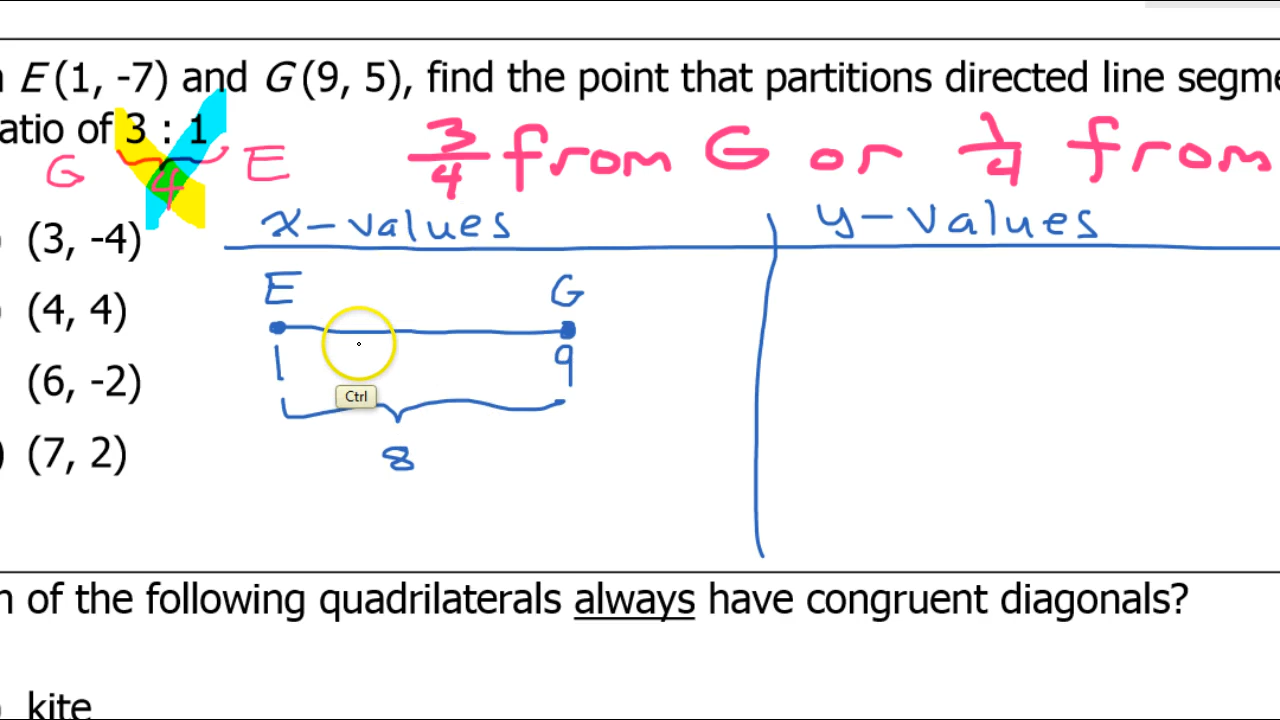 E(1, -7) and G(9, 5), find the point that partitions directed line segme
atio of 3 : 1
G 4 E 3/4 from G or 1/4 from
x-values y-values
(3, -4)
E G
(4, 4)
1 9
Ctrl
(6, -2)
8
(7, 2)
n of the following quadrilaterals always have congruent diagonals?
kite